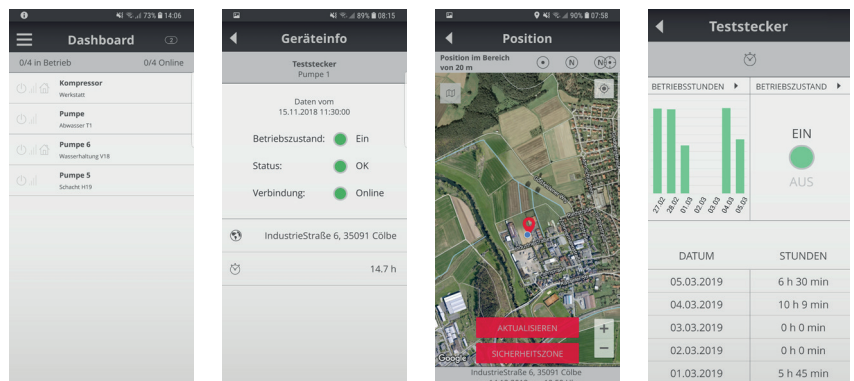 73% 14:06
Dashboard
0/4 in Betrieb 0/4 Online
Kompressor
Werkstatt
Pumpe
Abwasser T1
Pumpe 6
Wasserhaltung V18
Pumpe 5
Schacht H19
89% 08:15
Geräteinfo
Teststecker
Pumpe 1
Daten vom
15.11.2018 11:30:00
Betriebszustand: Ein
Status: OK
Verbindung: Online
IndustrieStraße 6, 35091 Cölbe
14.7 h
90% 07:58
Position
Position im Bereich
von 20 m
N
AKTUALISIEREN
SICHERHEITSZONE
+
−
Google
IndustrieStraße 6, 35091 Cölbe
Teststecker
BETRIEBSSTUNDEN
BETRIEBSZUSTAND
27.02 28.02 01.03 02.03 03.03 04.03 05.03
EIN
AUS
DATUM STUNDEN
05.03.2019 6 h 30 min
04.03.2019 10 h 9 min
03.03.2019 0 h 0 min
02.03.2019 0 h 0 min
01.03.2019 5 h 45 min